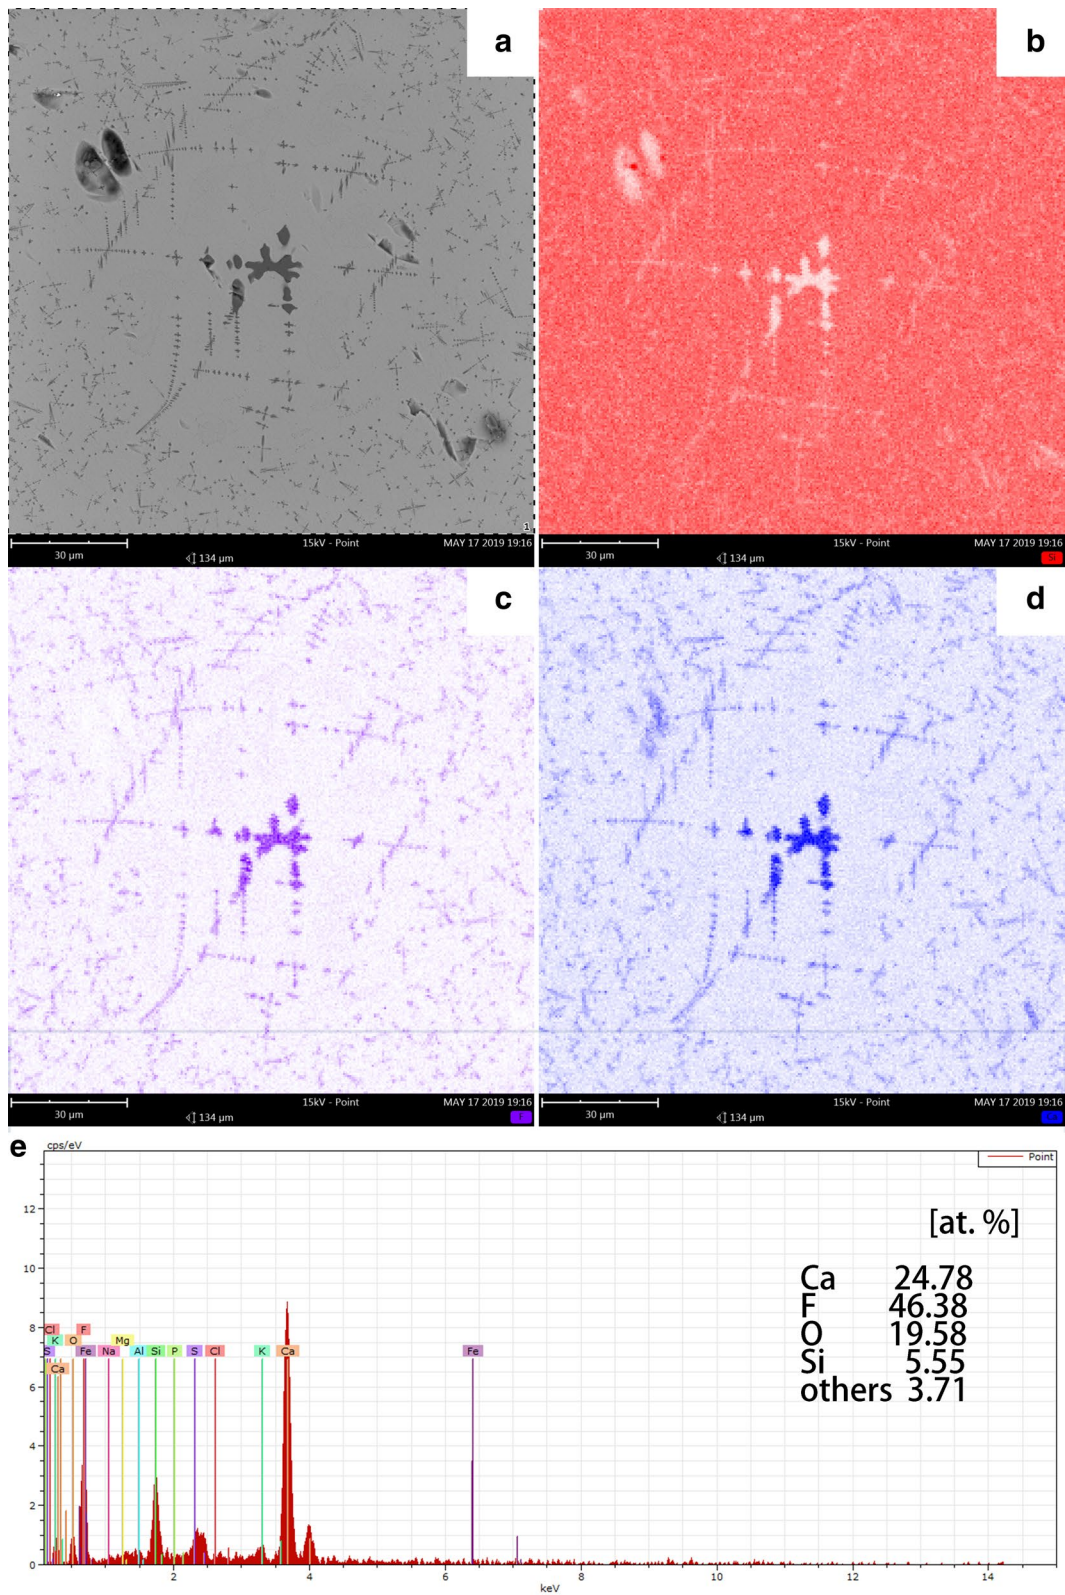 a
b
1
30 µm
134 µm
15kV - Point
MAY 17 2019 19:16
30 µm
134 µm
15kV - Point
MAY 17 2019 19:16
Si
c
d
30 µm
134 µm
15kV - Point
MAY 17 2019 19:16
F
30 µm
134 µm
15kV - Point
MAY 17 2019 19:16
Ca
e
cps/eV
Point
12
10
8
6
4
2
0
Cl F
K O Mg
S Fe Na Al Si P S Cl K Ca Fe
Ca
[at. %]
Ca 24.78
F 46.38
O 19.58
Si 5.55
others 3.71
2 4 6 8 10 12 14
keV